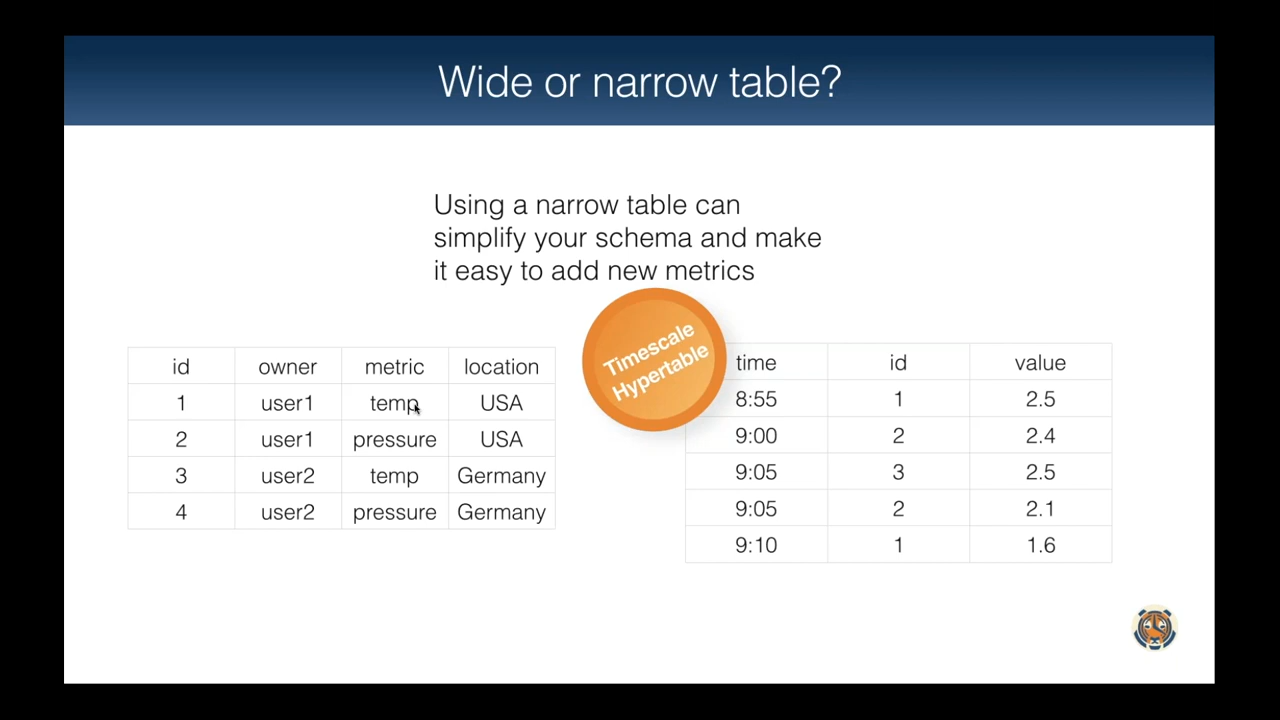 Wide or narrow table?
Using a narrow table can
simplify your schema and make
it easy to add new metrics
id owner metric location
1 user1 temp USA
2 user1 pressure USA
3 user2 temp Germany
4 user2 pressure Germany
Timescale
Hypertable
time id value
8:55 1 2.5
9:00 2 2.4
9:05 3 2.5
9:05 2 2.1
9:10 1 1.6